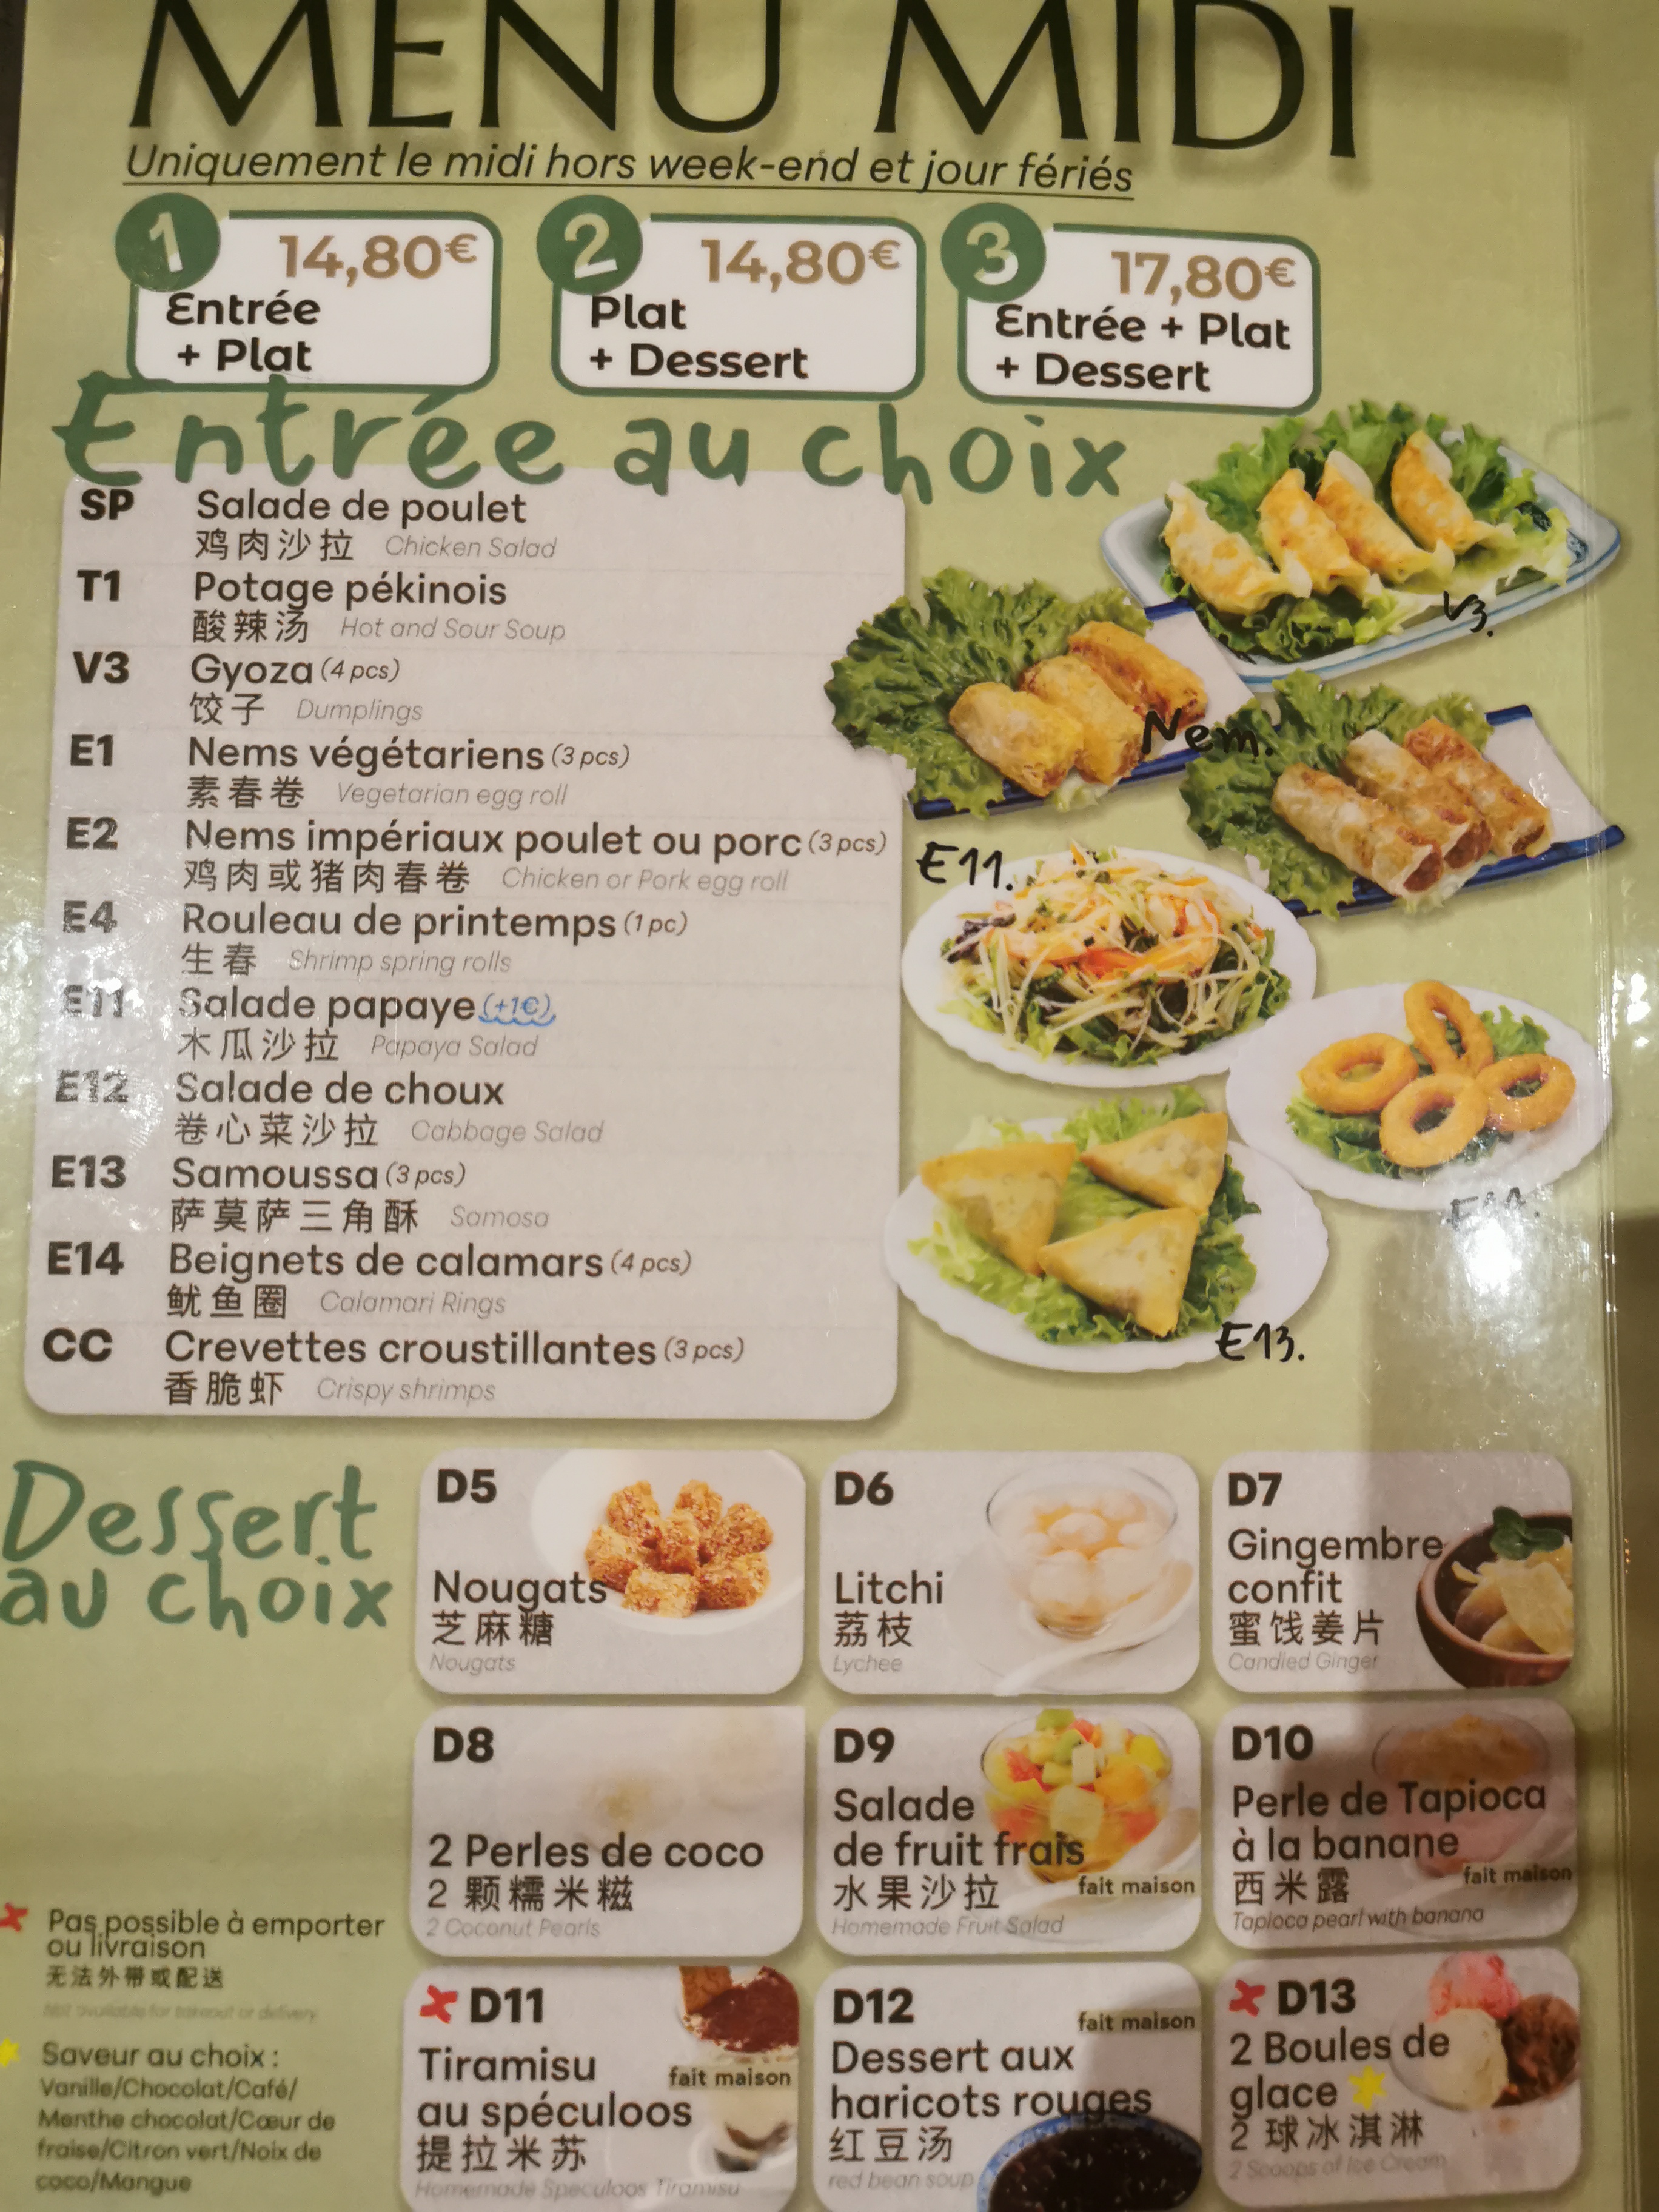 MENU MIDI
Uniquement le midi hors week-end et jour fériés
1 14,80€
Entrée
+ Plat
2 14,80€
Plat
+ Dessert
3 17,80€
Entrée + Plat
+ Dessert
Entrée au choix
SP Salade de poulet
鸡肉沙拉 Chicken Salad
T1 Potage pékinois
酸辣汤 Hot and Sour Soup
V3 Gyoza (4 pcs)
饺子 Dumplings
E1 Nems végétariens (3 pcs)
素春卷 Vegetarian egg roll
E2 Nems impériaux poulet ou porc (3 pcs)
鸡肉或猪肉春卷 Chicken or Pork egg roll
E4 Rouleau de printemps (1 pc)
生春 Shrimp spring rolls
E11 Salade papaye (+1€)
木瓜沙拉 Papaya Salad
E12 Salade de choux
卷心菜沙拉 Cabbage Salad
E13 Samoussa (3 pcs)
萨莫萨三角酥 Samosa
E14 Beignets de calamars (4 pcs)
鱿鱼圈 Calamari Rings
CC Crevettes croustillantes (3 pcs)
香脆虾 Crispy shrimps
V3.
Nem.
E11.
E14.
E13.
Dessert
au choix
D5
Nougats
芝麻糖
Nougats
D6
Litchi
荔枝
Lychee
D7
Gingembre
confit
蜜饯姜片
Candied Ginger
D8
2 Perles de coco
2 颗糯米糍
2 Coconut Pearls
D9
Salade
de fruit frais
水果沙拉 fait maison
Homemade Fruit Salad
D10
Perle de Tapioca
à la banane
西米露 fait maison
Tapioca pearl with banana
D11
Tiramisu
fait maison
au spéculoos
提拉米苏
Homemade Speculoos Tiramisu
D12
fait maison
Dessert aux
haricots rouges
红豆汤
red bean soup
D13
2 Boules de
glace
2 球冰淇淋
2 Scoops of Ice Cream
Pas possible à emporter
ou livraison
无法外带或配送
Not available for takeout or delivery
Saveur au choix :
Vanille/Chocolat/Café/
Menthe chocolat/Cœur de
fraise/Citron vert/Noix de
coco/Mangue